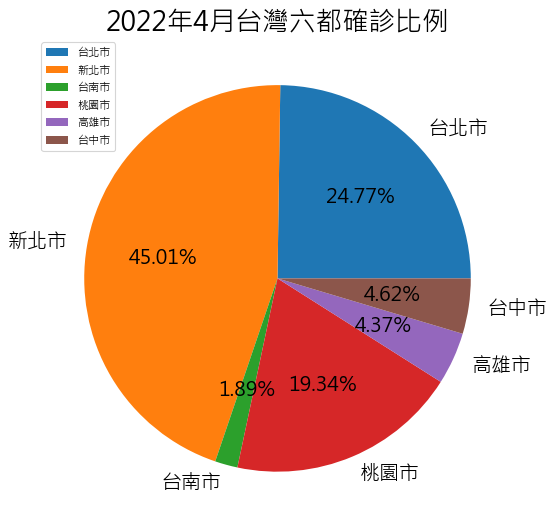 2022年4月台灣六都確診比例
台北市
新北市
台南市
桃園市
高雄市
台中市
台北市
24.77%
新北市
45.01%
台南市
1.89%
桃園市
19.34%
高雄市
4.37%
台中市
4.62%